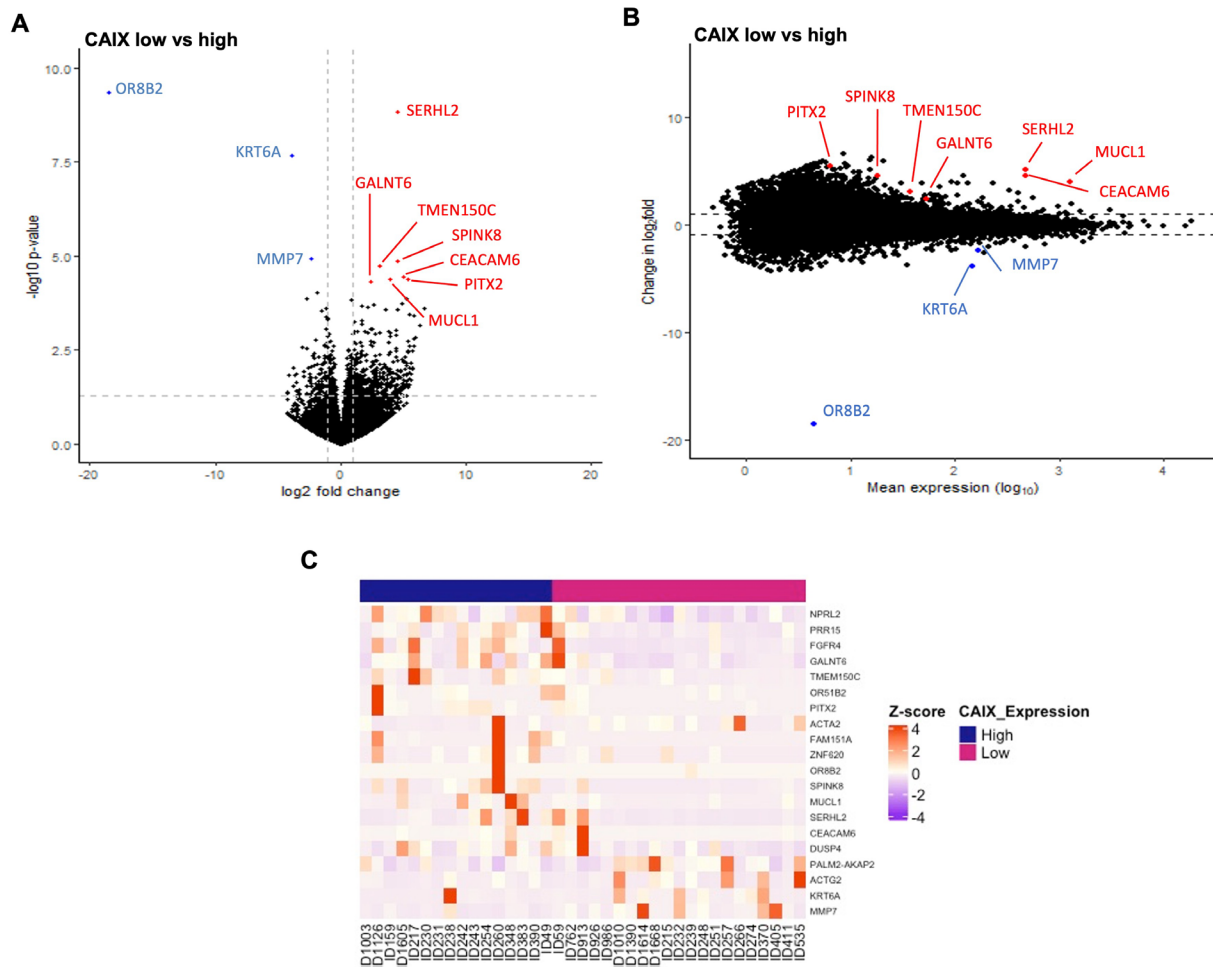 A
CAIX low vs high
10.0
7.5
5.0
2.5
0.0
-log10 p-value
-20
-10
0
10
20
log2 fold change
OR8B2
SERHL2
KRT6A
GALNT6
TMEN150C
SPINK8
MMP7
CEACAM6
PITX2
MUCL1
B
CAIX low vs high
10
0
-10
-20
Change in log2fold
0
1
2
3
4
Mean expression (log10)
SPINK8
PITX2
TMEN150C
SERHL2
GALNT6
MUCL1
CEACAM6
MMP7
KRT6A
OR8B2
C
NPRL2
PRR15
FGFR4
GALNT6
TMEM150C
OR51B2
PITX2
ACTA2
FAM151A
ZNF620
OR8B2
SPINK8
MUCL1
SERHL2
CEACAM6
DUSP4
PALM2-AKAP2
ACTG2
KRT6A
MMP7
ID1003
ID1126
ID159
ID1605
ID217
ID230
ID231
ID238
ID242
ID243
ID254
ID260
ID348
ID383
ID390
ID49
ID59
ID762
ID913
ID926
ID986
ID1010
ID1390
ID1614
ID1668
ID215
ID232
ID239
ID248
ID251
ID257
ID266
ID274
ID370
ID405
ID411
ID535
Z-score
4
2
0
-2
-4
CAIX_Expression
High
Low